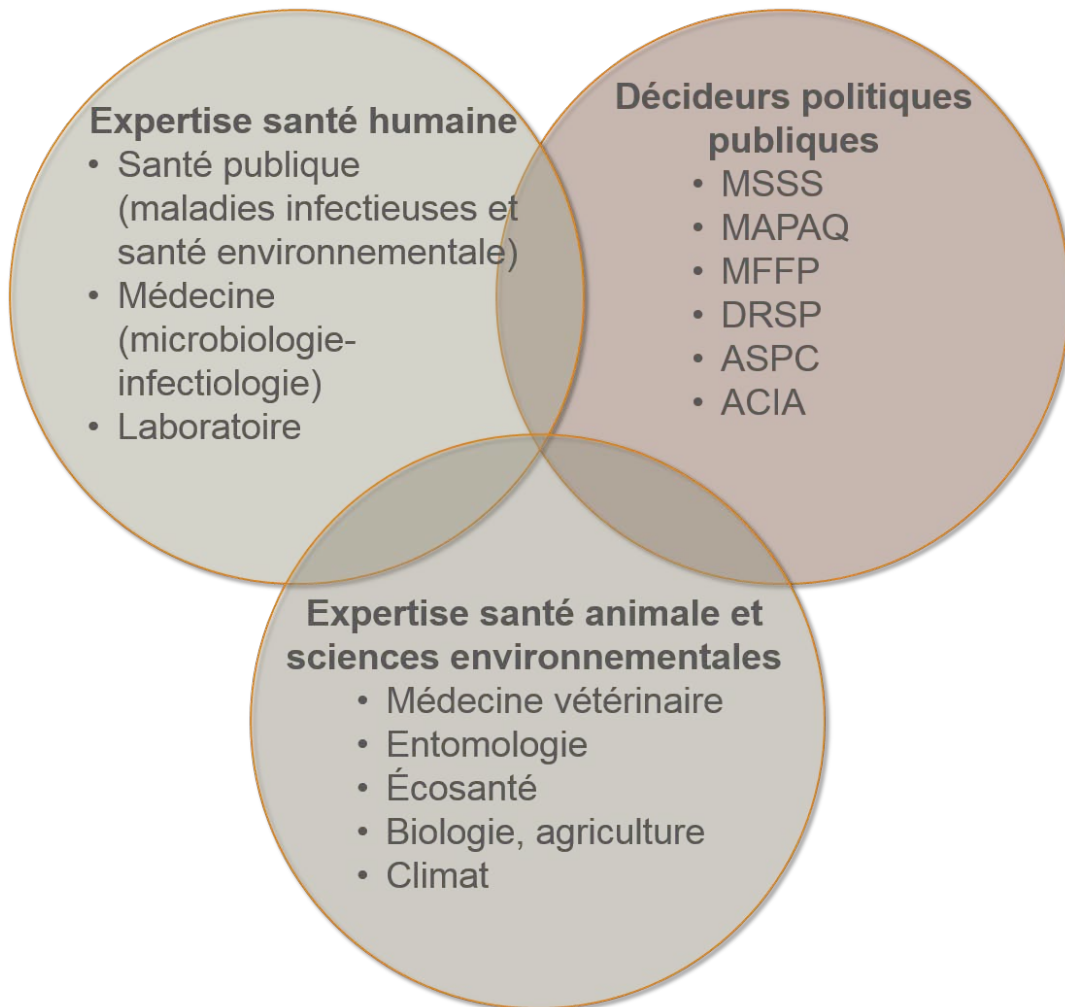 Expertise santé humaine
• Santé publique
(maladies infectieuses et
santé environnementale)
• Médecine
(microbiologie-
infectiologie)
• Laboratoire
Décideurs politiques
publiques
• MSSS
• MAPAQ
• MFFP
• DRSP
• ASPC
• ACIA
Expertise santé animale et
sciences environnementales
• Médecine vétérinaire
• Entomologie
• Écosanté
• Biologie, agriculture
• Climat